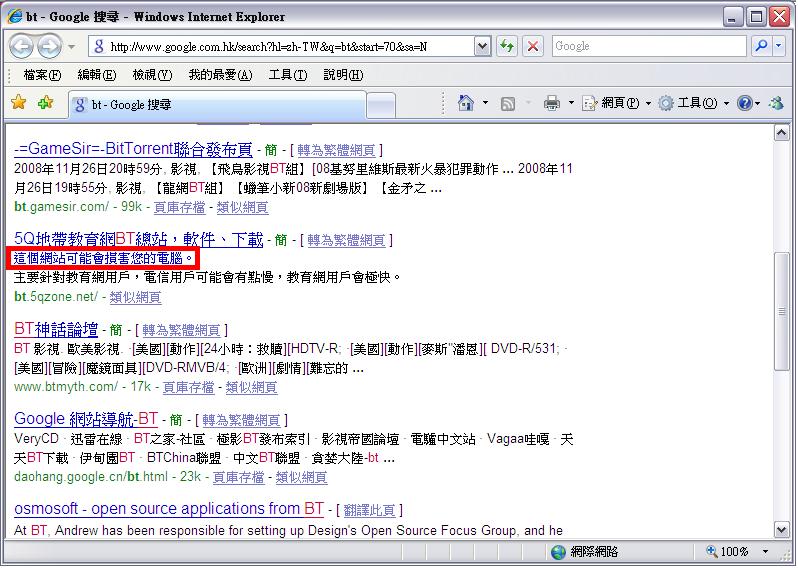 bt - Google 搜尋 - Windows Internet Explorer
http://www.google.com.hk/search?hl=zh-TW&q=bt&start=70&sa=N
Google
檔案(F) 編輯(E) 檢視(V) 我的最愛(A) 工具(T) 說明(H)
bt - Google 搜尋
網頁(P) 工具(O)
-=GameSir=-BitTorrent聯合發布頁 - 簡 - [ 轉為繁體網頁 ]
2008年11月26日20時59分, 影視, 【飛鳥影視BT組】[08基努里維斯最新火暴犯罪動作 ... 2008年11
月26日19時55分, 影視, 【龍網BT組】【蠟筆小新08新劇場版】【金矛之 ...
bt.gamesir.com/ - 99k - 頁庫存檔 - 類似網頁
5Q地帶教育網BT總站，軟件、下載 - 簡 - [ 轉為繁體網頁 ]
這個網站可能會損害您的電腦。
主要針對教育網用戶，電信用戶可能會有點慢，教育網用戶會極快。
bt.5qzone.net/ - 類似網頁
BT神話論壇 - 簡 - [ 轉為繁體網頁 ]
BT 影視. 歐美影視. ·[美國][動作][24小時：救贖][HDTV-R; ·[美國][動作][麥斯"潘恩][ DVD-R/531; ·
[美國][冒險][魔鏡面具][DVD-RMVB/4; ·[歐洲][劇情][難忘的 ...
www.btmyth.com/ - 17k - 頁庫存檔 - 類似網頁
Google 網站導航-BT - 簡 - [ 轉為繁體網頁 ]
VeryCD · 迅雷在線 · BT之家-社區 · 極影BT發布索引 · 影視帝國論壇 · 電驢中文站 · Vagaa哇嘎 · 天
天BT下載 · 伊甸園BT · BTChina聯盟 · 中文BT聯盟 · 貪婪大陸-bt ...
daohang.google.cn/bt.html - 23k - 頁庫存檔 - 類似網頁
osmosoft - open source applications from BT - [ 翻譯此頁 ]
At BT, Andrew has been responsible for setting up Design's Open Source Focus Group, and he
網際網路
100%